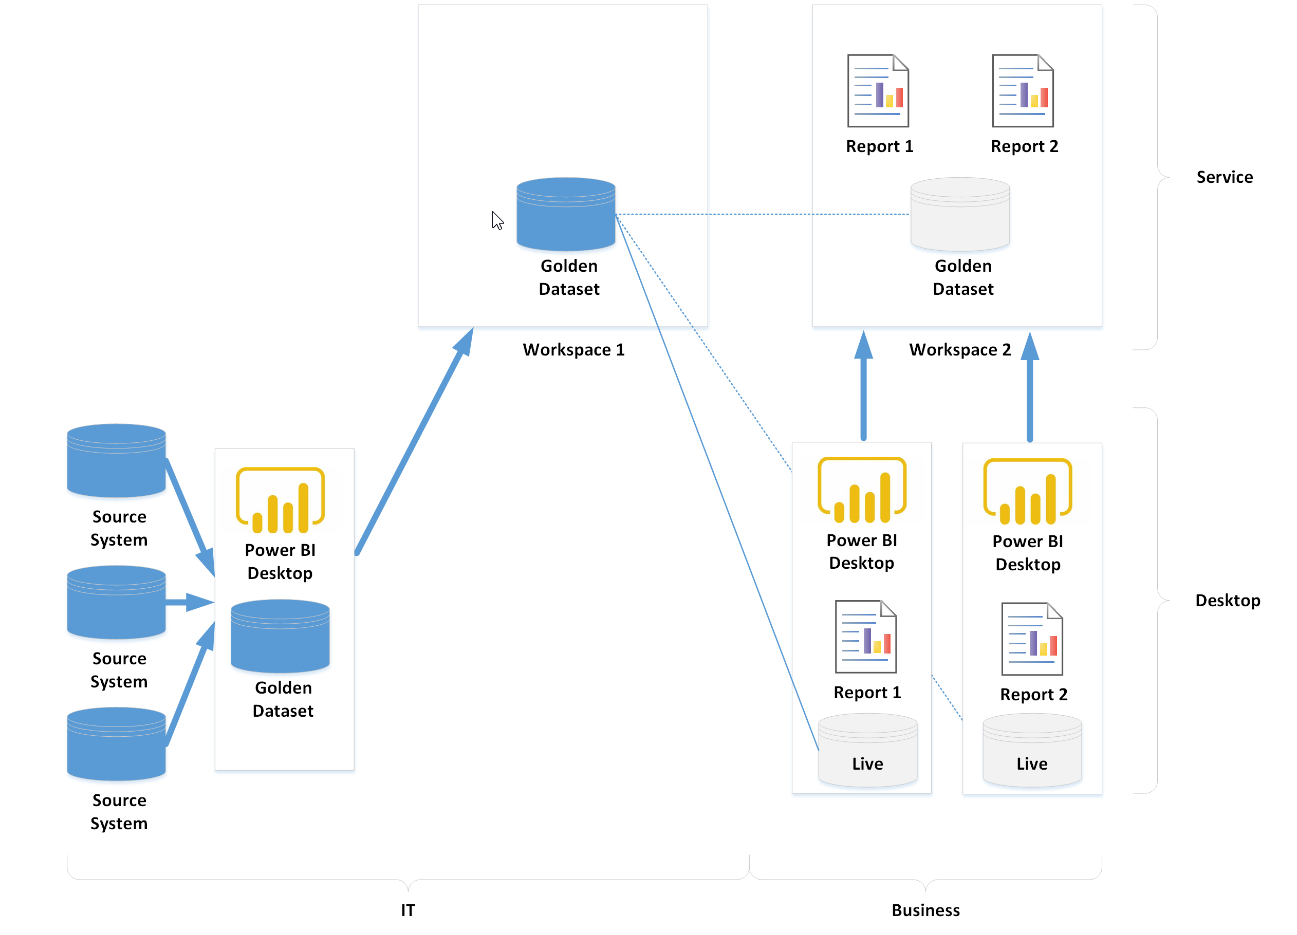 Report 1
Report 2
Service
Golden
Dataset
Golden
Dataset
Workspace 1
Workspace 2
Source
System
Power BI
Desktop
Power BI
Desktop
Power BI
Desktop
Desktop
Source
System
Golden
Dataset
Report 1
Report 2
Live
Live
Source
System
IT
Business